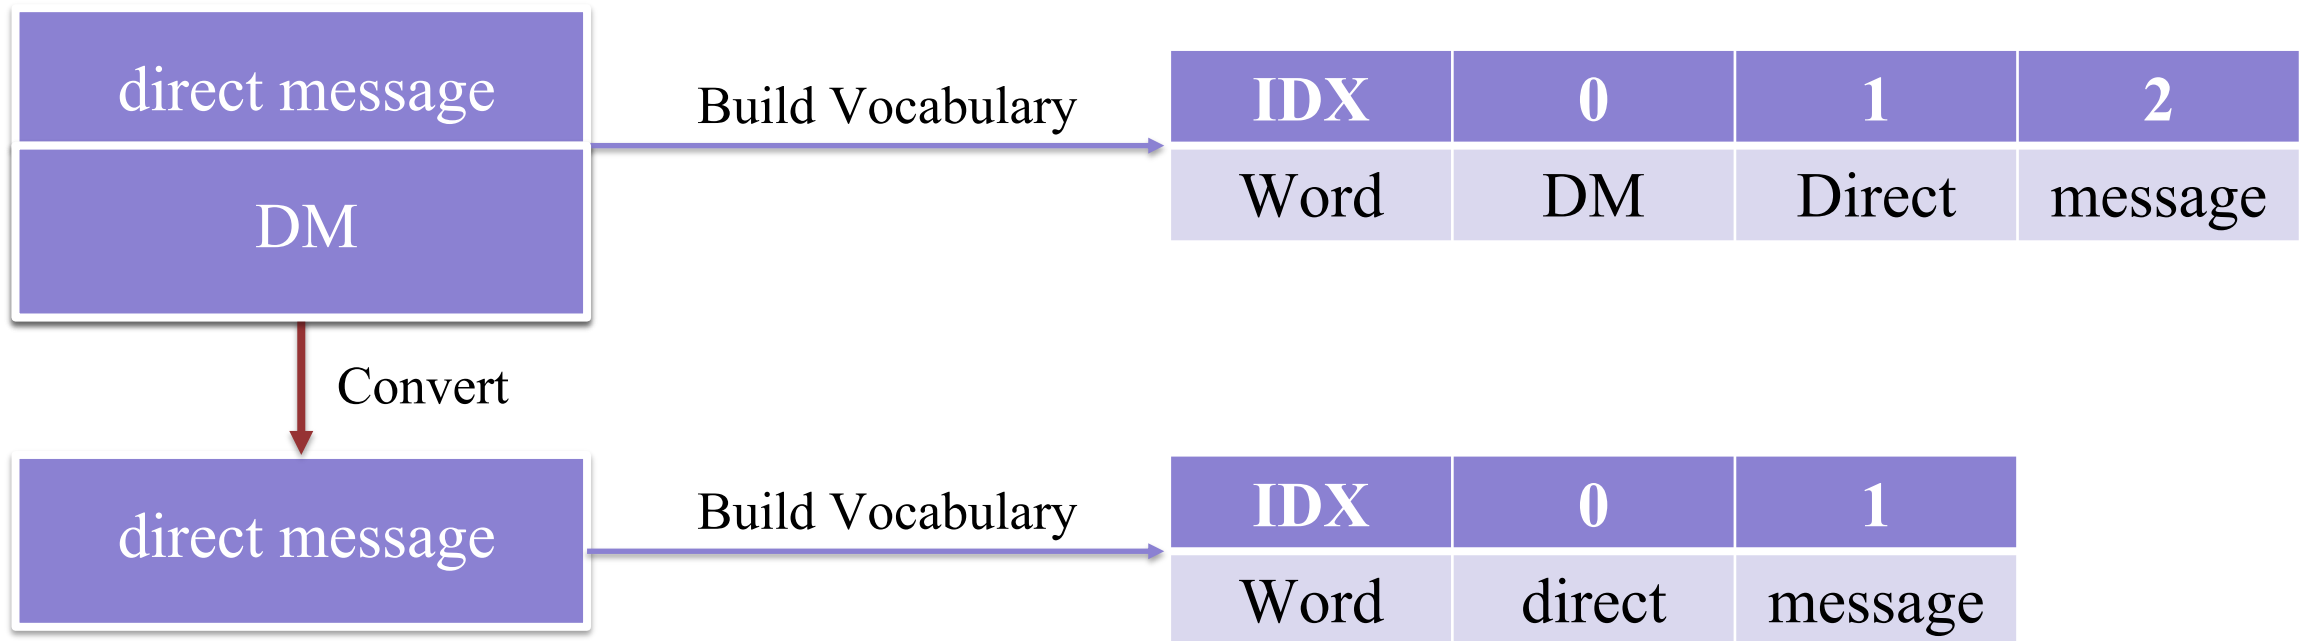 direct message
DM
Build Vocabulary
IDX 0 1 2
Word DM Direct message
Convert
direct message
Build Vocabulary
IDX 0 1
Word direct message